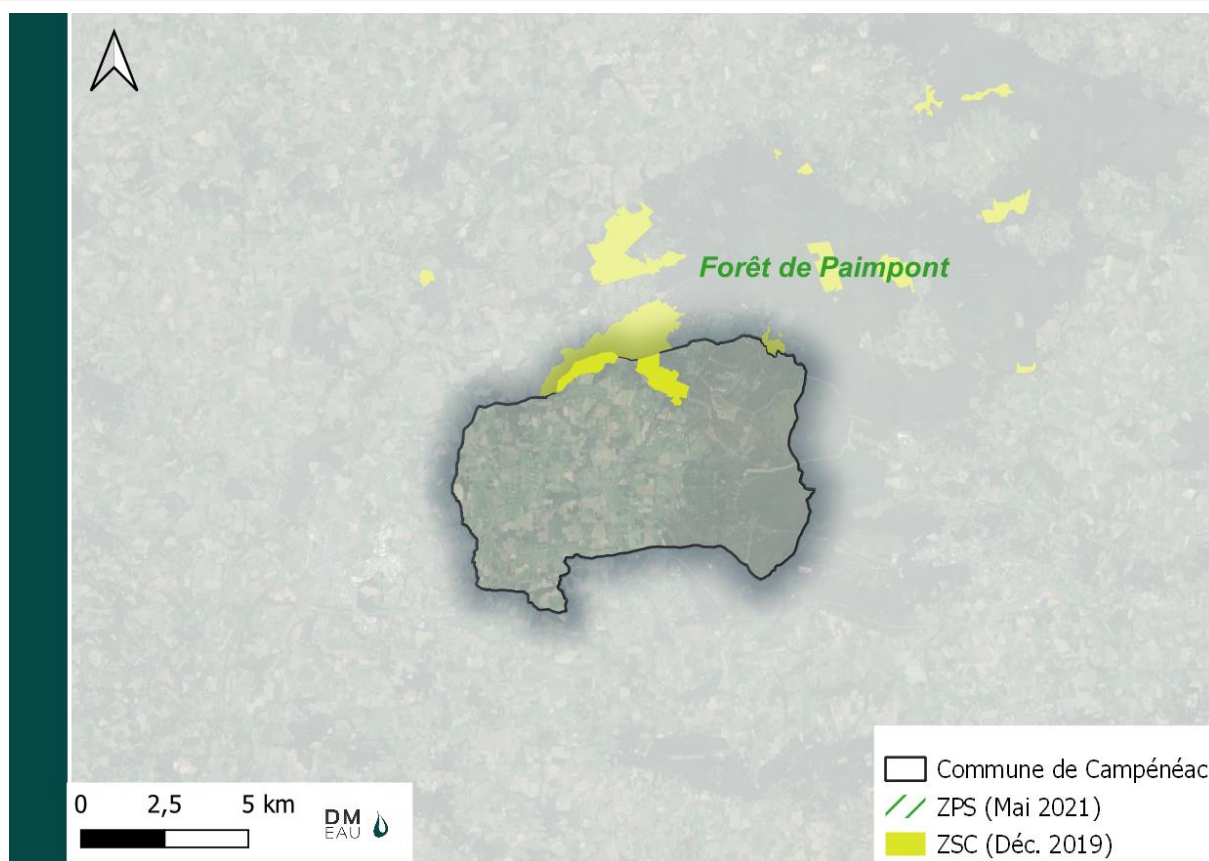 Forêt de Paimpont
0 2,5 5 km
DM
EAU
Commune de Campénéac
ZPS (Mai 2021)
ZSC (Déc. 2019)